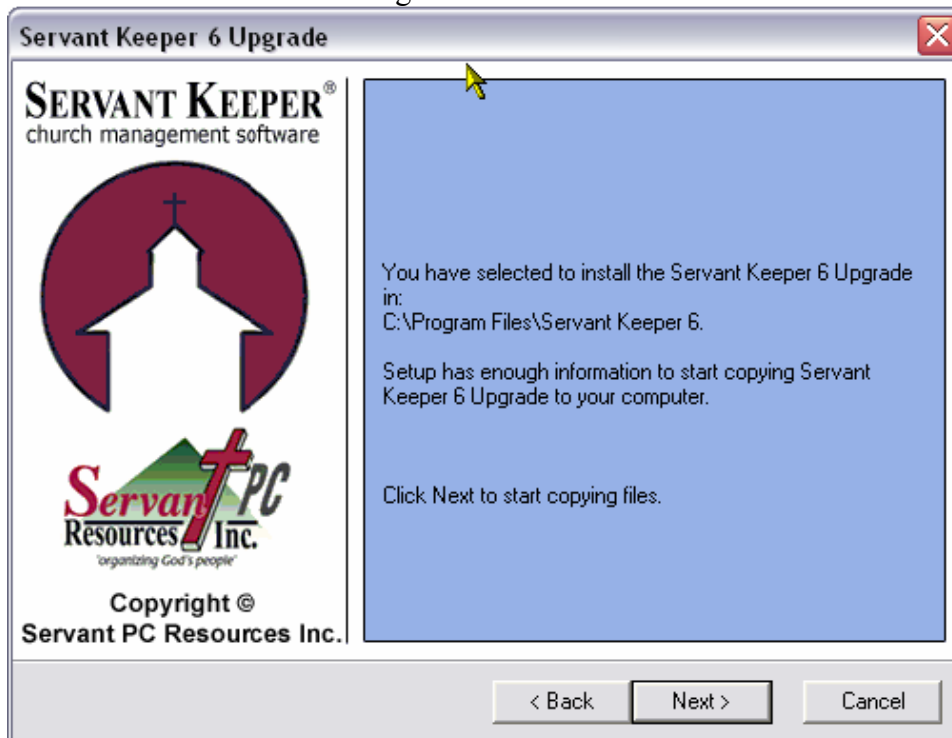 Servant Keeper 6 Upgrade
SERVANT KEEPER®
church management software
Servant PC
Resources Inc.
"organizing God's people"
Copyright ©
Servant PC Resources Inc.
You have selected to install the Servant Keeper 6 Upgrade
in:
C:\Program Files\Servant Keeper 6.
Setup has enough information to start copying Servant
Keeper 6 Upgrade to your computer.
Click Next to start copying files.
< Back Next > Cancel